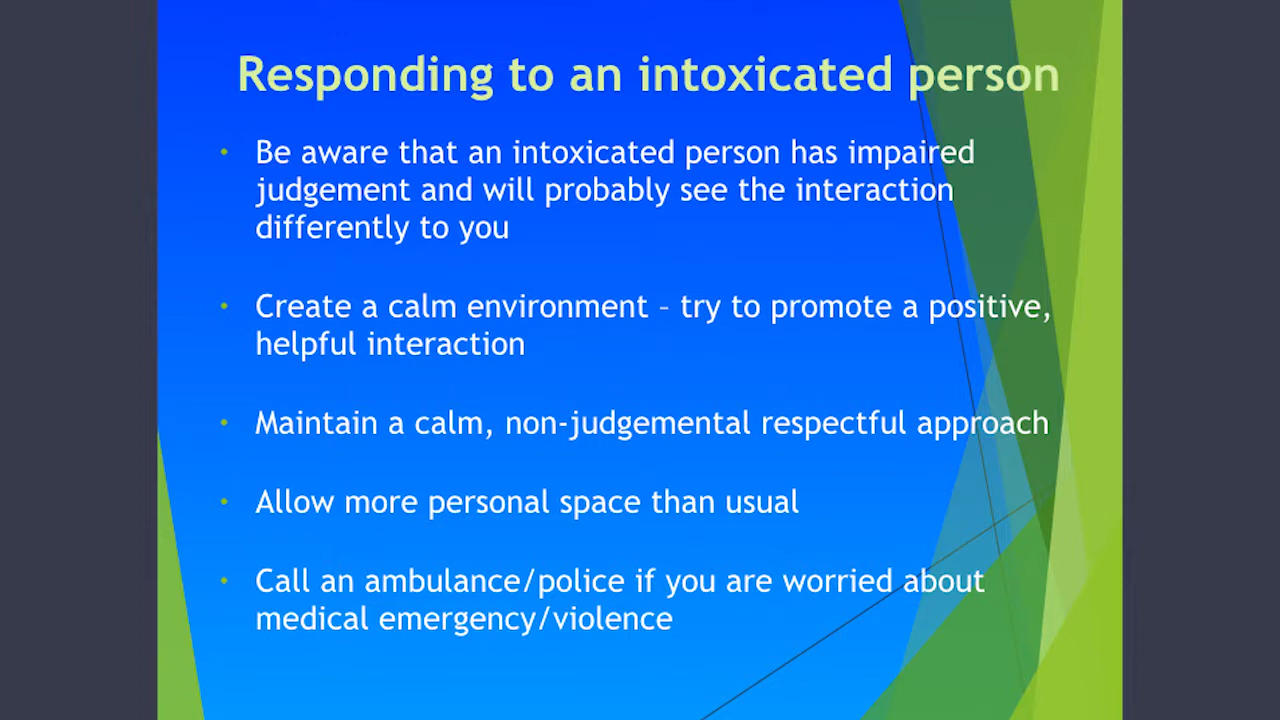 Responding to an intoxicated person
• Be aware that an intoxicated person has impaired
judgement and will probably see the interaction
differently to you
• Create a calm environment – try to promote a positive,
helpful interaction
• Maintain a calm, non-judgemental respectful approach
• Allow more personal space than usual
• Call an ambulance/police if you are worried about
medical emergency/violence